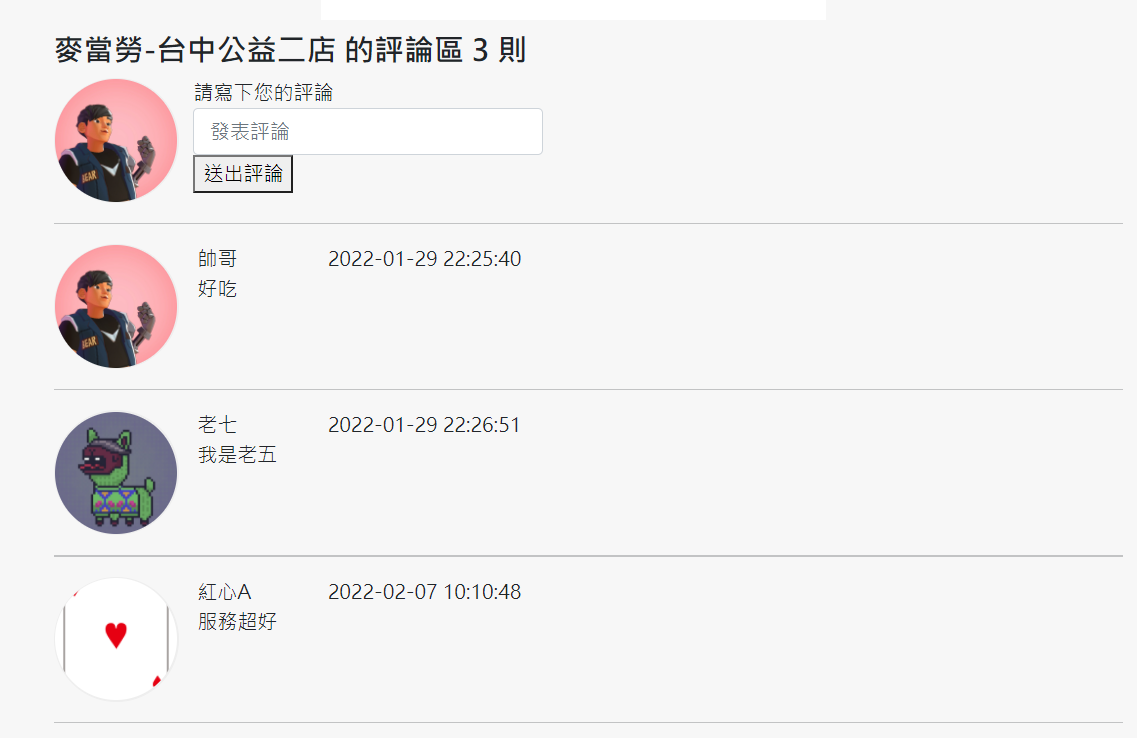 麥當勞-台中公益二店 的評論區 3 則
請寫下您的評論
發表評論
送出評論
帥哥 2022-01-29 22:25:40
好吃
老七 2022-01-29 22:26:51
我是老五
紅心A 2022-02-07 10:10:48
服務超好